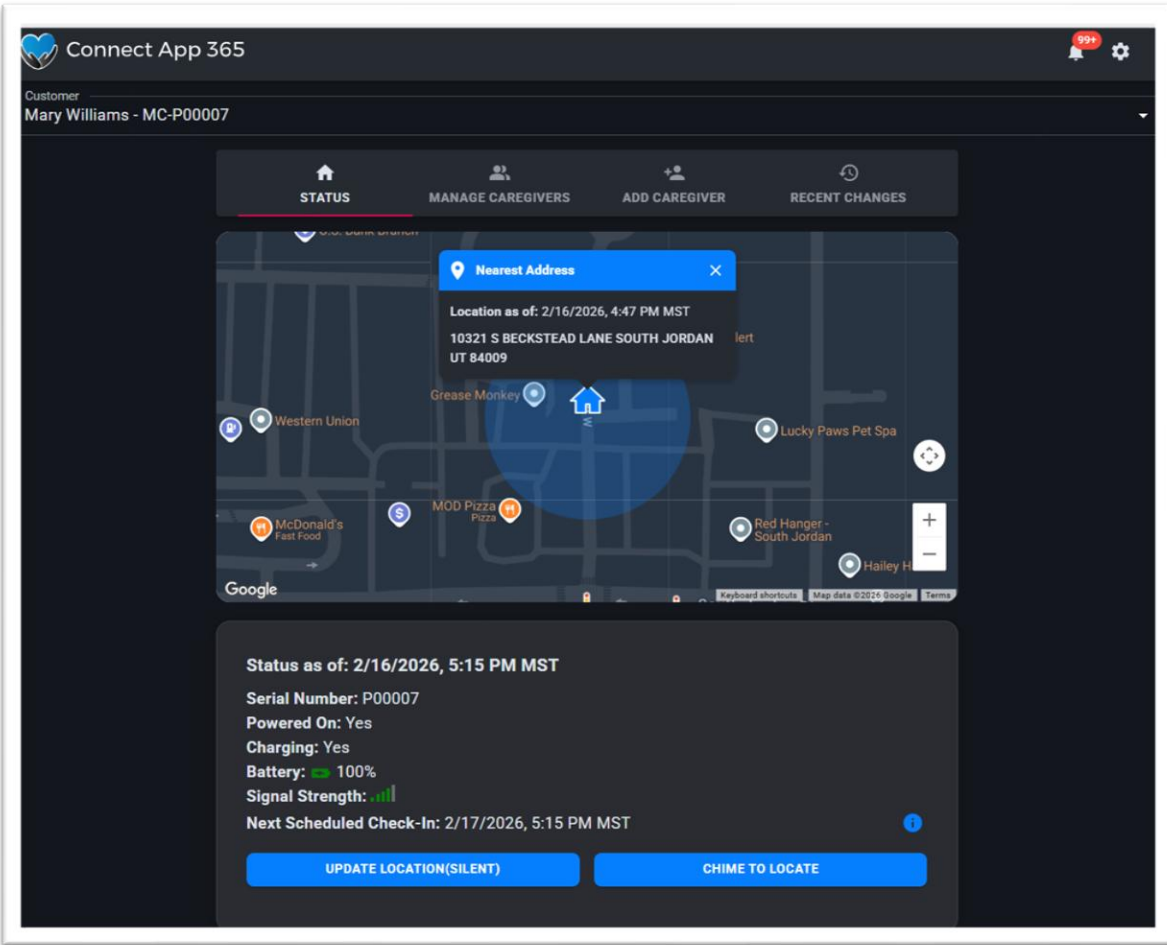 Connect App 365
99+
Customer
Mary Williams - MC-P00007
STATUS
MANAGE CAREGIVERS
ADD CAREGIVER
RECENT CHANGES
U.S. Bank Branch
Nearest Address
Location as of: 2/16/2026, 4:47 PM MST
10321 S BECKSTEAD LANE SOUTH JORDAN
UT 84009
lert
Grease Monkey
Western Union
Lucky Paws Pet Spa
MOD Pizza
Pizza
McDonald's
Fast Food
Red Hanger -
South Jordan
Hailey H
Google
Keyboard shortcuts
Map data ©2026 Google
Terms
Status as of: 2/16/2026, 5:15 PM MST
Serial Number: P00007
Powered On: Yes
Charging: Yes
Battery: 100%
Signal Strength:
Next Scheduled Check-In: 2/17/2026, 5:15 PM MST
UPDATE LOCATION(SILENT)
CHIME TO LOCATE